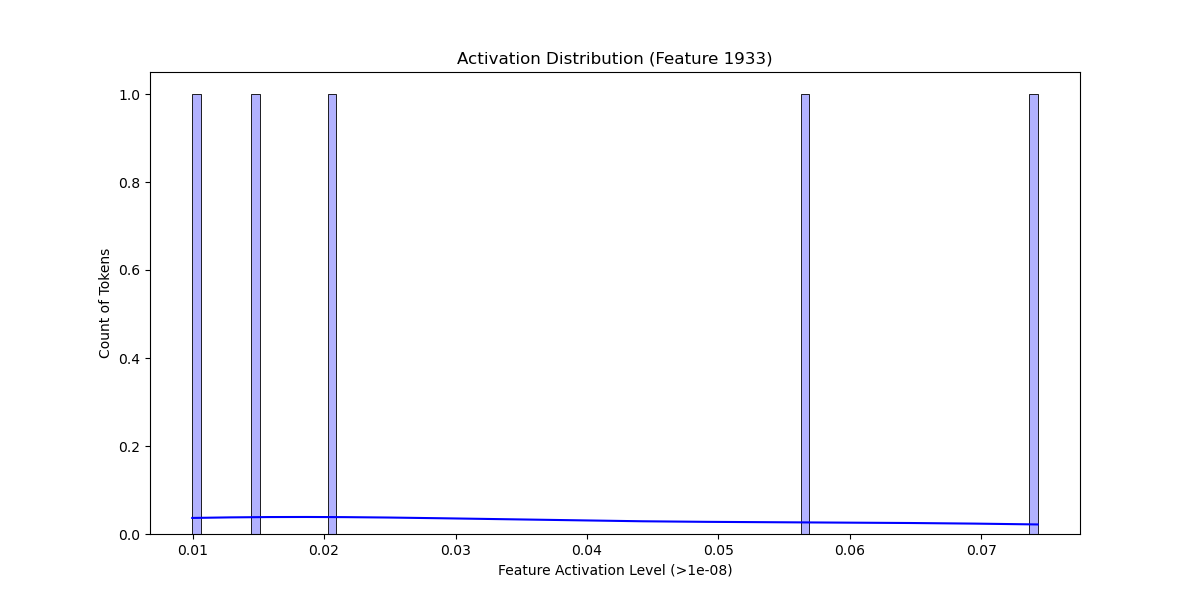 Activation Distribution (Feature 1933)
1.0
0.8
0.6
0.4
0.2
0.0
Count of Tokens
0.01 0.02 0.03 0.04 0.05 0.06 0.07
Feature Activation Level (>1e-08)